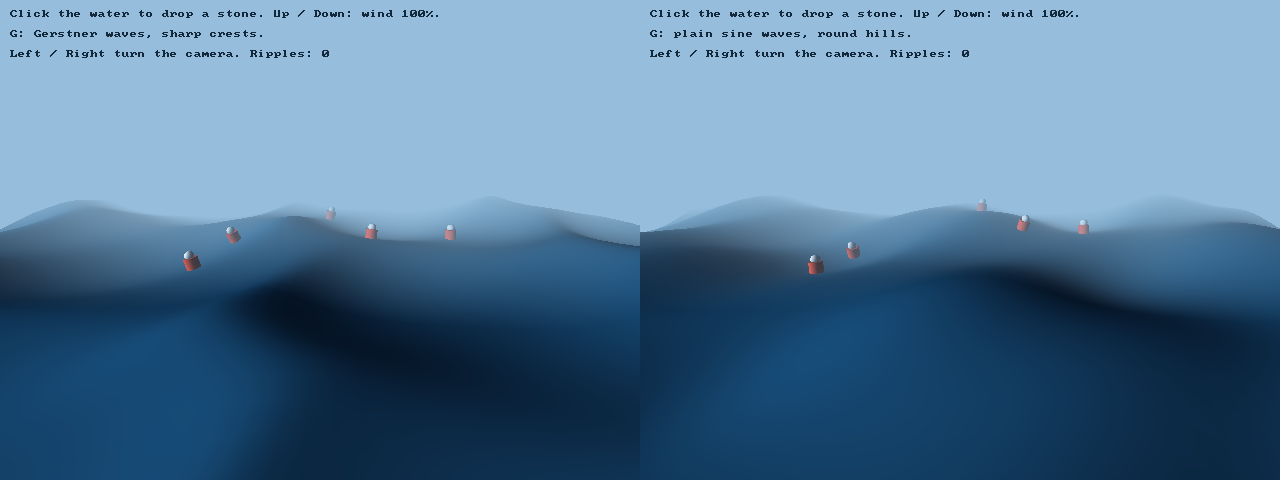 Click the water to drop a stone. Up / Down: wind 100%.
G: Gerstner waves, sharp crests.
Left / Right turn the camera. Ripples: 0
Click the water to drop a stone. Up / Down: wind 100%.
G: plain sine waves, round hills.
Left / Right turn the camera. Ripples: 0